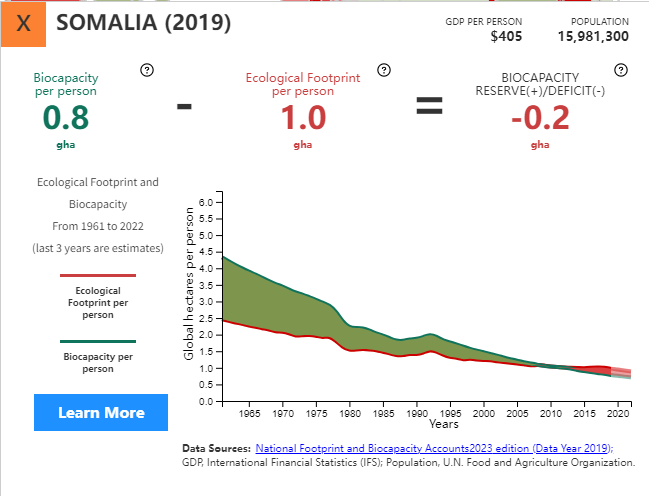 X
SOMALIA (2019)
GDP PER PERSON
$405
POPULATION
15,981,300
Biocapacity
per person
0.8
gha
?
-
Ecological Footprint
per person
1.0
gha
?
=
BIOCAPACITY
RESERVE(+)/DEFICIT(-)
-0.2
gha
?
Ecological Footprint and
Biocapacity
From 1961 to 2022
(last 3 years are estimates)
Ecological
Footprint per
person
Biocapacity per
person
Learn More
Global hectares per person
6.0
5.5
5.0
4.5
4.0
3.5
3.0
2.5
2.0
1.5
1.0
0.5
0.0
1965 1970 1975 1980 1985 1990 1995 2000 2005 2010 2015 2020
Years
Data Sources: National Footprint and Biocapacity Accounts2023 edition (Data Year 2019);
GDP, International Financial Statistics (IFS); Population, U.N. Food and Agriculture Organization.